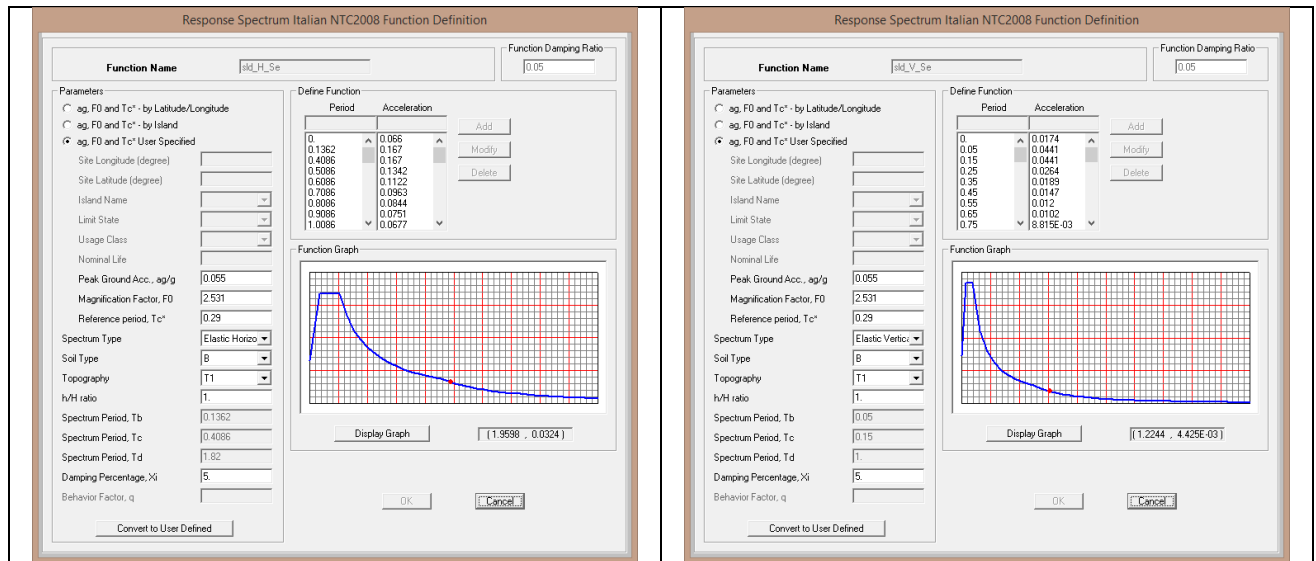 Response Spectrum Italian NTC2008 Function Definition
Function Damping Ratio
Function Name sld_H_Se 0.05
Parameters
ag, F0 and Tc* - by Latitude/Longitude
ag, F0 and Tc* - by Island
ag, F0 and Tc* User Specified
Site Longitude (degree)
Site Latitude (degree)
Island Name
Limit State
Usage Class
Nominal Life
Peak Ground Acc., ag/g 0.055
Magnification Factor, F0 2.531
Reference period, Tc* 0.29
Spectrum Type Elastic Horizo
Soil Type B
Topography T1
h/H ratio 1.
Spectrum Period, Tb 0.1362
Spectrum Period, Tc 0.4086
Spectrum Period, Td 1.82
Damping Percentage, Xi 5.
Behavior Factor, q
Convert to User Defined
Define Function
Period Acceleration
0. 0.066
0.1362 0.167
0.4086 0.167
0.5086 0.1342
0.6086 0.1122
0.7086 0.0963
0.8086 0.0844
0.9086 0.0751
1.0086 0.0677
Add
Modify
Delete
Function Graph
Display Graph (1.9598 , 0.0324 )
OK Cancel
Response Spectrum Italian NTC2008 Function Definition
Function Damping Ratio
Function Name sld_V_Se 0.05
Parameters
ag, F0 and Tc* - by Latitude/Longitude
ag, F0 and Tc* - by Island
ag, F0 and Tc* User Specified
Site Longitude (degree)
Site Latitude (degree)
Island Name
Limit State
Usage Class
Nominal Life
Peak Ground Acc., ag/g 0.055
Magnification Factor, F0 2.531
Reference period, Tc* 0.29
Spectrum Type Elastic Vertica
Soil Type B
Topography T1
h/H ratio 1.
Spectrum Period, Tb 0.05
Spectrum Period, Tc 0.15
Spectrum Period, Td 1.
Damping Percentage, Xi 5.
Behavior Factor, q
Convert to User Defined
Define Function
Period Acceleration
0. 0.0174
0.05 0.0441
0.15 0.0441
0.25 0.0264
0.35 0.0189
0.45 0.0147
0.55 0.012
0.65 0.0102
0.75 8.815E-03
Add
Modify
Delete
Function Graph
Display Graph (1.2244 , 4.425E-03 )
OK Cancel